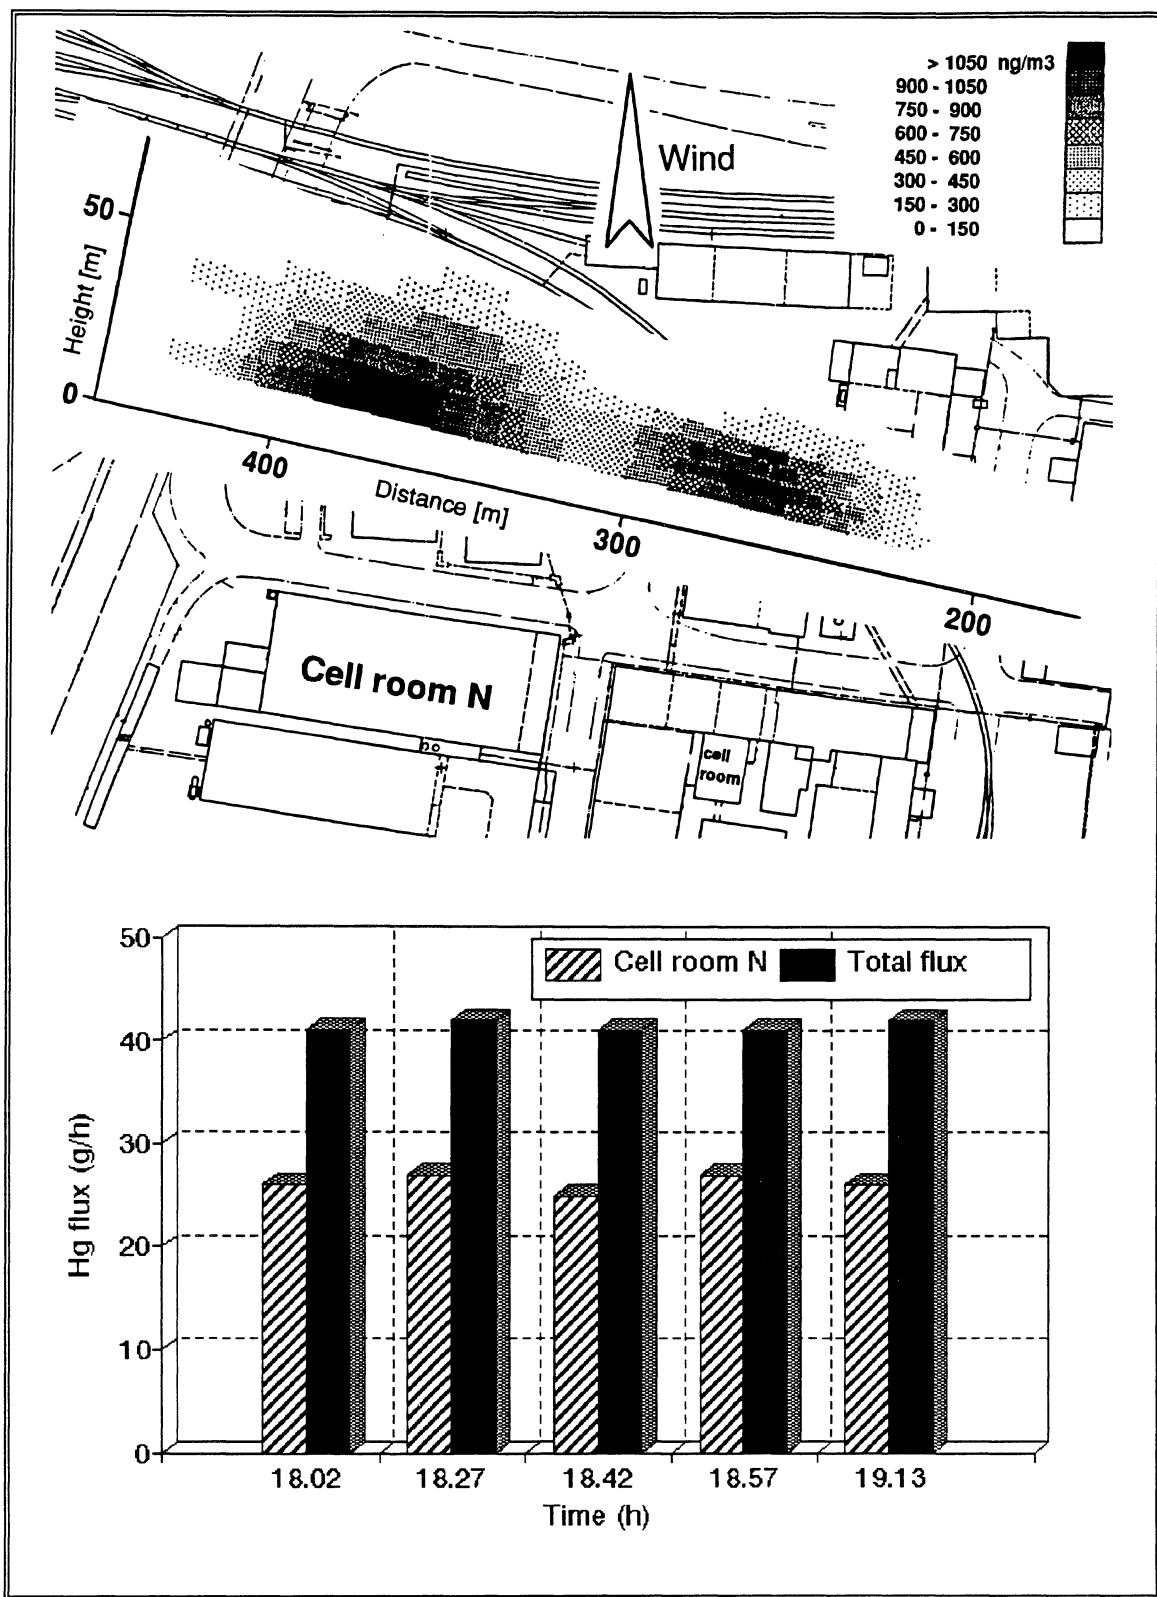 > 1050 ng/m3
900 - 1050
750 - 900
600 - 750
450 - 600
300 - 450
150 - 300
0 - 150
Wind
50
Height [m]
0
400
Distance [m]
300
200
Cell room N
cell
room
50
40
30
20
10
0
Hg flux (g/h)
Cell room N
Total flux
18.02
18.27
18.42
18.57
19.13
Time (h)